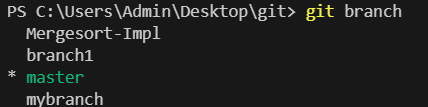 PS C:\Users\Admin\Desktop\git> git branch
  Mergesort-Impl
  branch1
* master
  mybranch